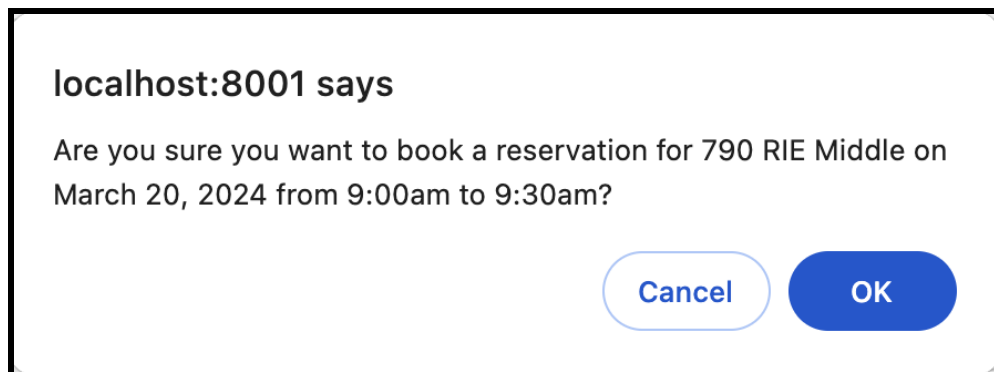 localhost:8001 says
Are you sure you want to book a reservation for 790 RIE Middle on
March 20, 2024 from 9:00am to 9:30am?
Cancel OK